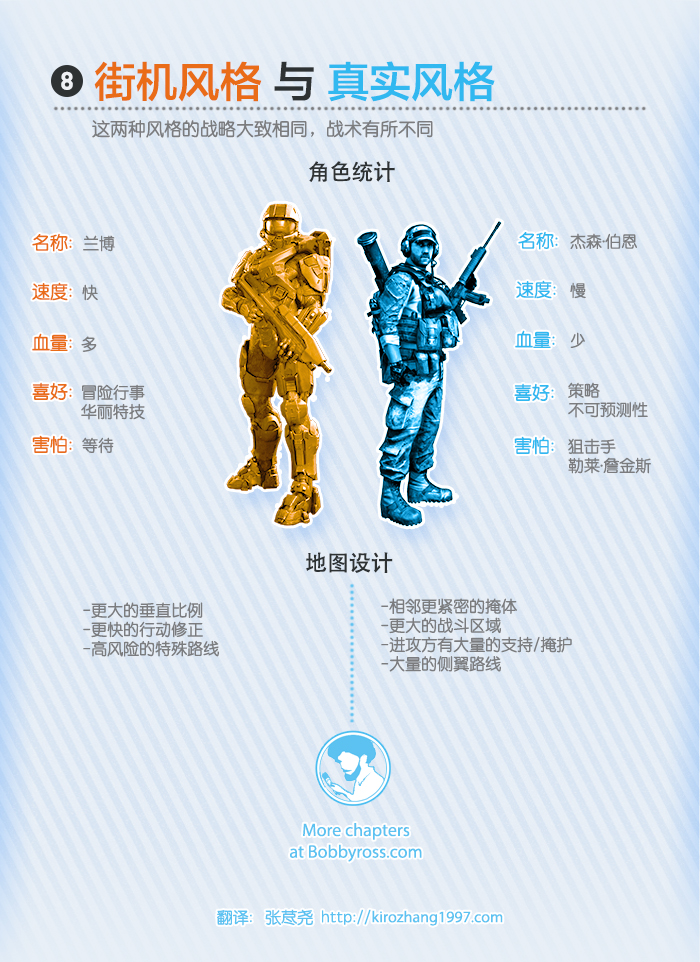 8 街机风格 与 真实风格
这两种风格的战略大致相同，战术有所不同
角色统计
名称: 兰博
速度: 快
血量: 多
喜好: 冒险行事
华丽特技
害怕: 等待
名称: 杰森·伯恩
速度: 慢
血量: 少
喜好: 策略
不可预测性
害怕: 狙击手
勒莱·詹金斯
地图设计
-更大的垂直比例
-更快的行动修正
-高风险的特殊路线
-相邻更紧密的掩体
-更大的战斗区域
-进攻方有大量的支持/掩护
-大量的侧翼路线
More chapters
at Bobbyross.com
翻译: 张荩尧 http://kirozhang1997.com